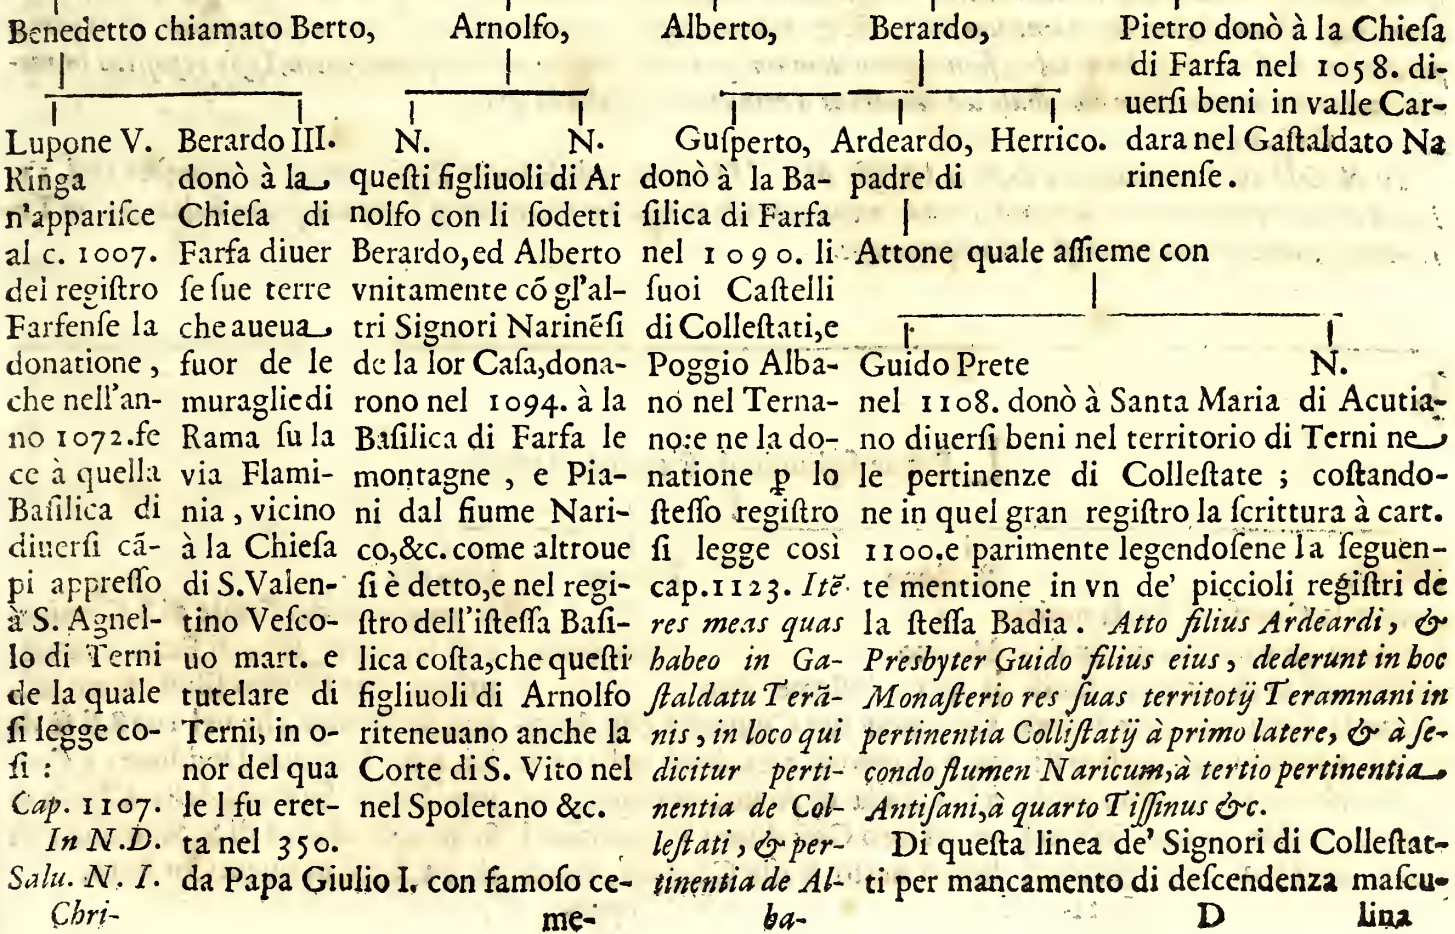 Benedetto chiamato Berto,
Arnolfo,
Alberto,
Berardo,
Pietro donò à la Chieſa
di Farfa nel 1058. di-
uerſi beni in valle Car-
dara nel Gaſtaldato Na
rinenſe.
Lupone V.
Ringa
n'appariſce
al c. 1007.
del regiſtro
Farfenſe la
donatione,
che nell'an-
no 1072.fe
ce à quella
Baſilica di
diuerſi cã-
pi appreſſo
à S. Agnel-
lo di Terni
de la quale
ſi legge co-
ſi :
Cap. 1107.
In N.D.
Salu. N. I.
Chri-
Berardo III.
donò à la
Chieſa di
Farfa diuer
ſe ſue terre
che aueua
fuor de le
muraglie di
Rama ſu la
via Flami-
nia, vicino
à la Chieſa
di S.Valen-
tino Veſco-
uo mart. e
tutelare di
Terni, in o-
nor del qua
le l fu eret-
ta nel 350.
da Papa Giulio I. con famoſo ce-
me-
N. N.
queſti figliuoli di Ar
nolfo con li ſodetti
Berardo,ed Alberto
vnitamente cõ gl'al-
tri Signori Narinẽſi
de la lor Caſa,dona-
rono nel 1094. à la
Baſilica di Farfa le
montagne, e Pia-
ni dal fiume Nari-
co,&c. come altroue
ſi è detto,e nel regi-
ſtro dell'iſteſſa Baſi-
lica coſta,che queſti
figliuoli di Arnolfo
riteneuano anche la
Corte di S. Vito nel
nel Spoletano &c.
Guſperto, Ardeardo, Herrico.
donò à la Ba-
ſilica di Farfa
nel 1090. li
ſuoi Caſtelli
di Colleſtati,e
Poggio Alba-
no nel Terna-
no:e ne la do-
natione ꝑ lo
ſteſſo regiſtro
ſi legge così
cap.1123. Itẽ
res meas quas
habeo in Ga-
ſtaldatu Terã-
nis, in loco qui
dicitur perti-
nentia de Col-
leſtati, & per-
tinentia de Al-
ba-
padre di
Attone quale aſſieme con
Guido Prete N.
nel 1108. donò à Santa Maria di Acutia-
no diuerſi beni nel territorio di Terni ne
le pertinenze di Colleſtate ; coſtando-
ne in quel gran regiſtro la ſcrittura à cart.
1100.e parimente legendoſene la ſeguen-
te mentione in vn de' piccioli regiſtri de
la ſteſſa Badia. Atto filius Ardeardi, &
Presbyter Guido filius eius, dederunt in hoc
Monaſterio res ſuas territotij Teramnani in
pertinentia Colliſtatij à primo latere, & à ſe-
condo flumen Naricum,à tertio pertinentia
Antiſani,à quarto Tiſſinus &c.
Di queſta linea de' Signori di Colleſtat-
ti per mancamento di deſcendenza maſcu-
D lina